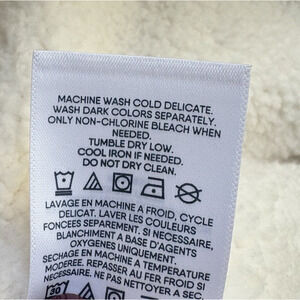 MACHINE WASH COLD DELICATE.
WASH DARK COLORS SEPARATELY.
ONLY NON-CHLORINE BLEACH WHEN
NEEDED.
TUMBLE DRY LOW.
COOL IRON IF NEEDED.
DO NOT DRY CLEAN.
LAVAGE EN MACHINE A FROID, CYCLE
DELICAT. LAVER LES COULEURS
FONCEES SEPAREMENT. SI NECESSAIRE,
BLANCHIMENT A BASE D'AGENTS
OXYGENES UNIQUEMENT.
SECHAGE EN MACHINE A TEMPERATURE
MODEREE. REPASSER AU FER FROID SI
NECESSAIRE. NE PAS NETTOYER A SEC
30